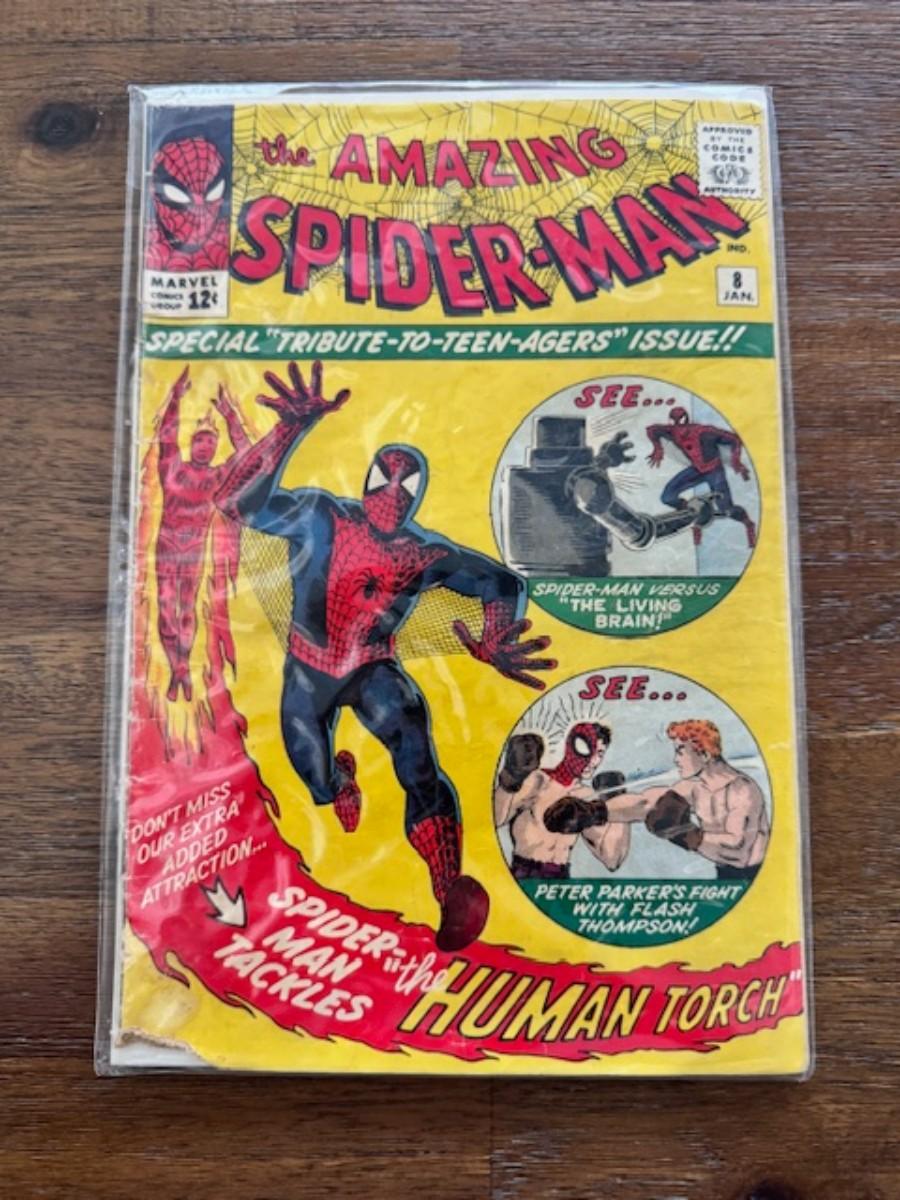 the AMAZING
SPIDER-MAN
APPROVED
BY THE
COMICS
CODE
AUTHORITY
IND.
MARVEL
COMICS
GROUP 12¢
8
JAN.
SPECIAL "TRIBUTE-TO-TEEN-AGERS" ISSUE!!
SEE...
SPIDER-MAN VERSUS
"THE LIVING
BRAIN!"
SEE...
PETER PARKER'S FIGHT
WITH FLASH
THOMPSON!
DON'T MISS
OUR EXTRA
ADDED
ATTRACTION...
SPIDER-
MAN
TACKLES
"the HUMAN TORCH"